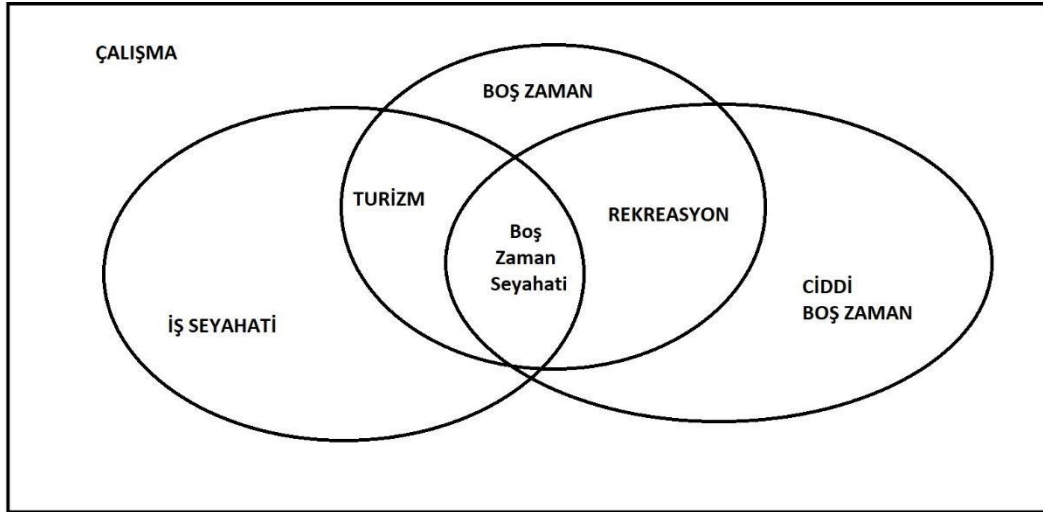 ÇALIŞMA
BOŞ ZAMAN
TURİZM
Boş
Zaman
Seyahati
REKREASYON
CİDDİ
BOŞ ZAMAN
İŞ SEYAHATİ